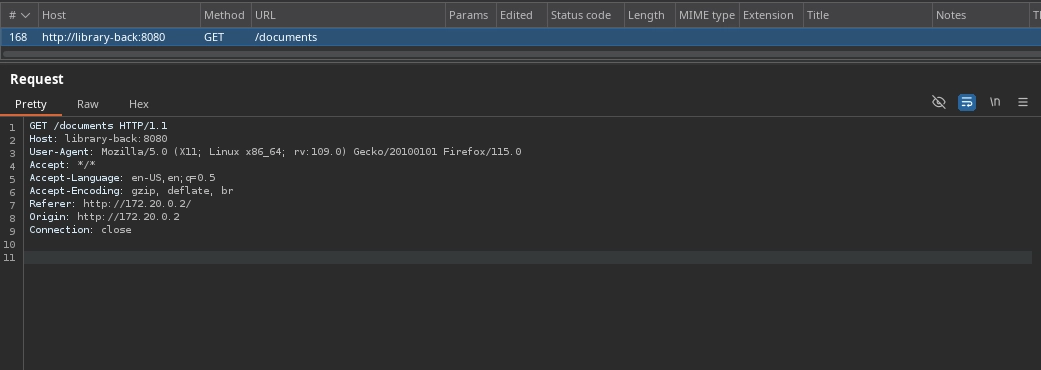 # Host Method URL Params Edited Status code Length MIME type Extension Title Notes
168 http://library-back:8080 GET /documents
Request
Pretty Raw Hex \n
1 GET /documents HTTP/1.1
2 Host: library-back:8080
3 User-Agent: Mozilla/5.0 (X11; Linux x86_64; rv:109.0) Gecko/20100101 Firefox/115.0
4 Accept: */*
5 Accept-Language: en-US,en;q=0.5
6 Accept-Encoding: gzip, deflate, br
7 Referer: http://172.20.0.2/
8 Origin: http://172.20.0.2
9 Connection: close
10
11